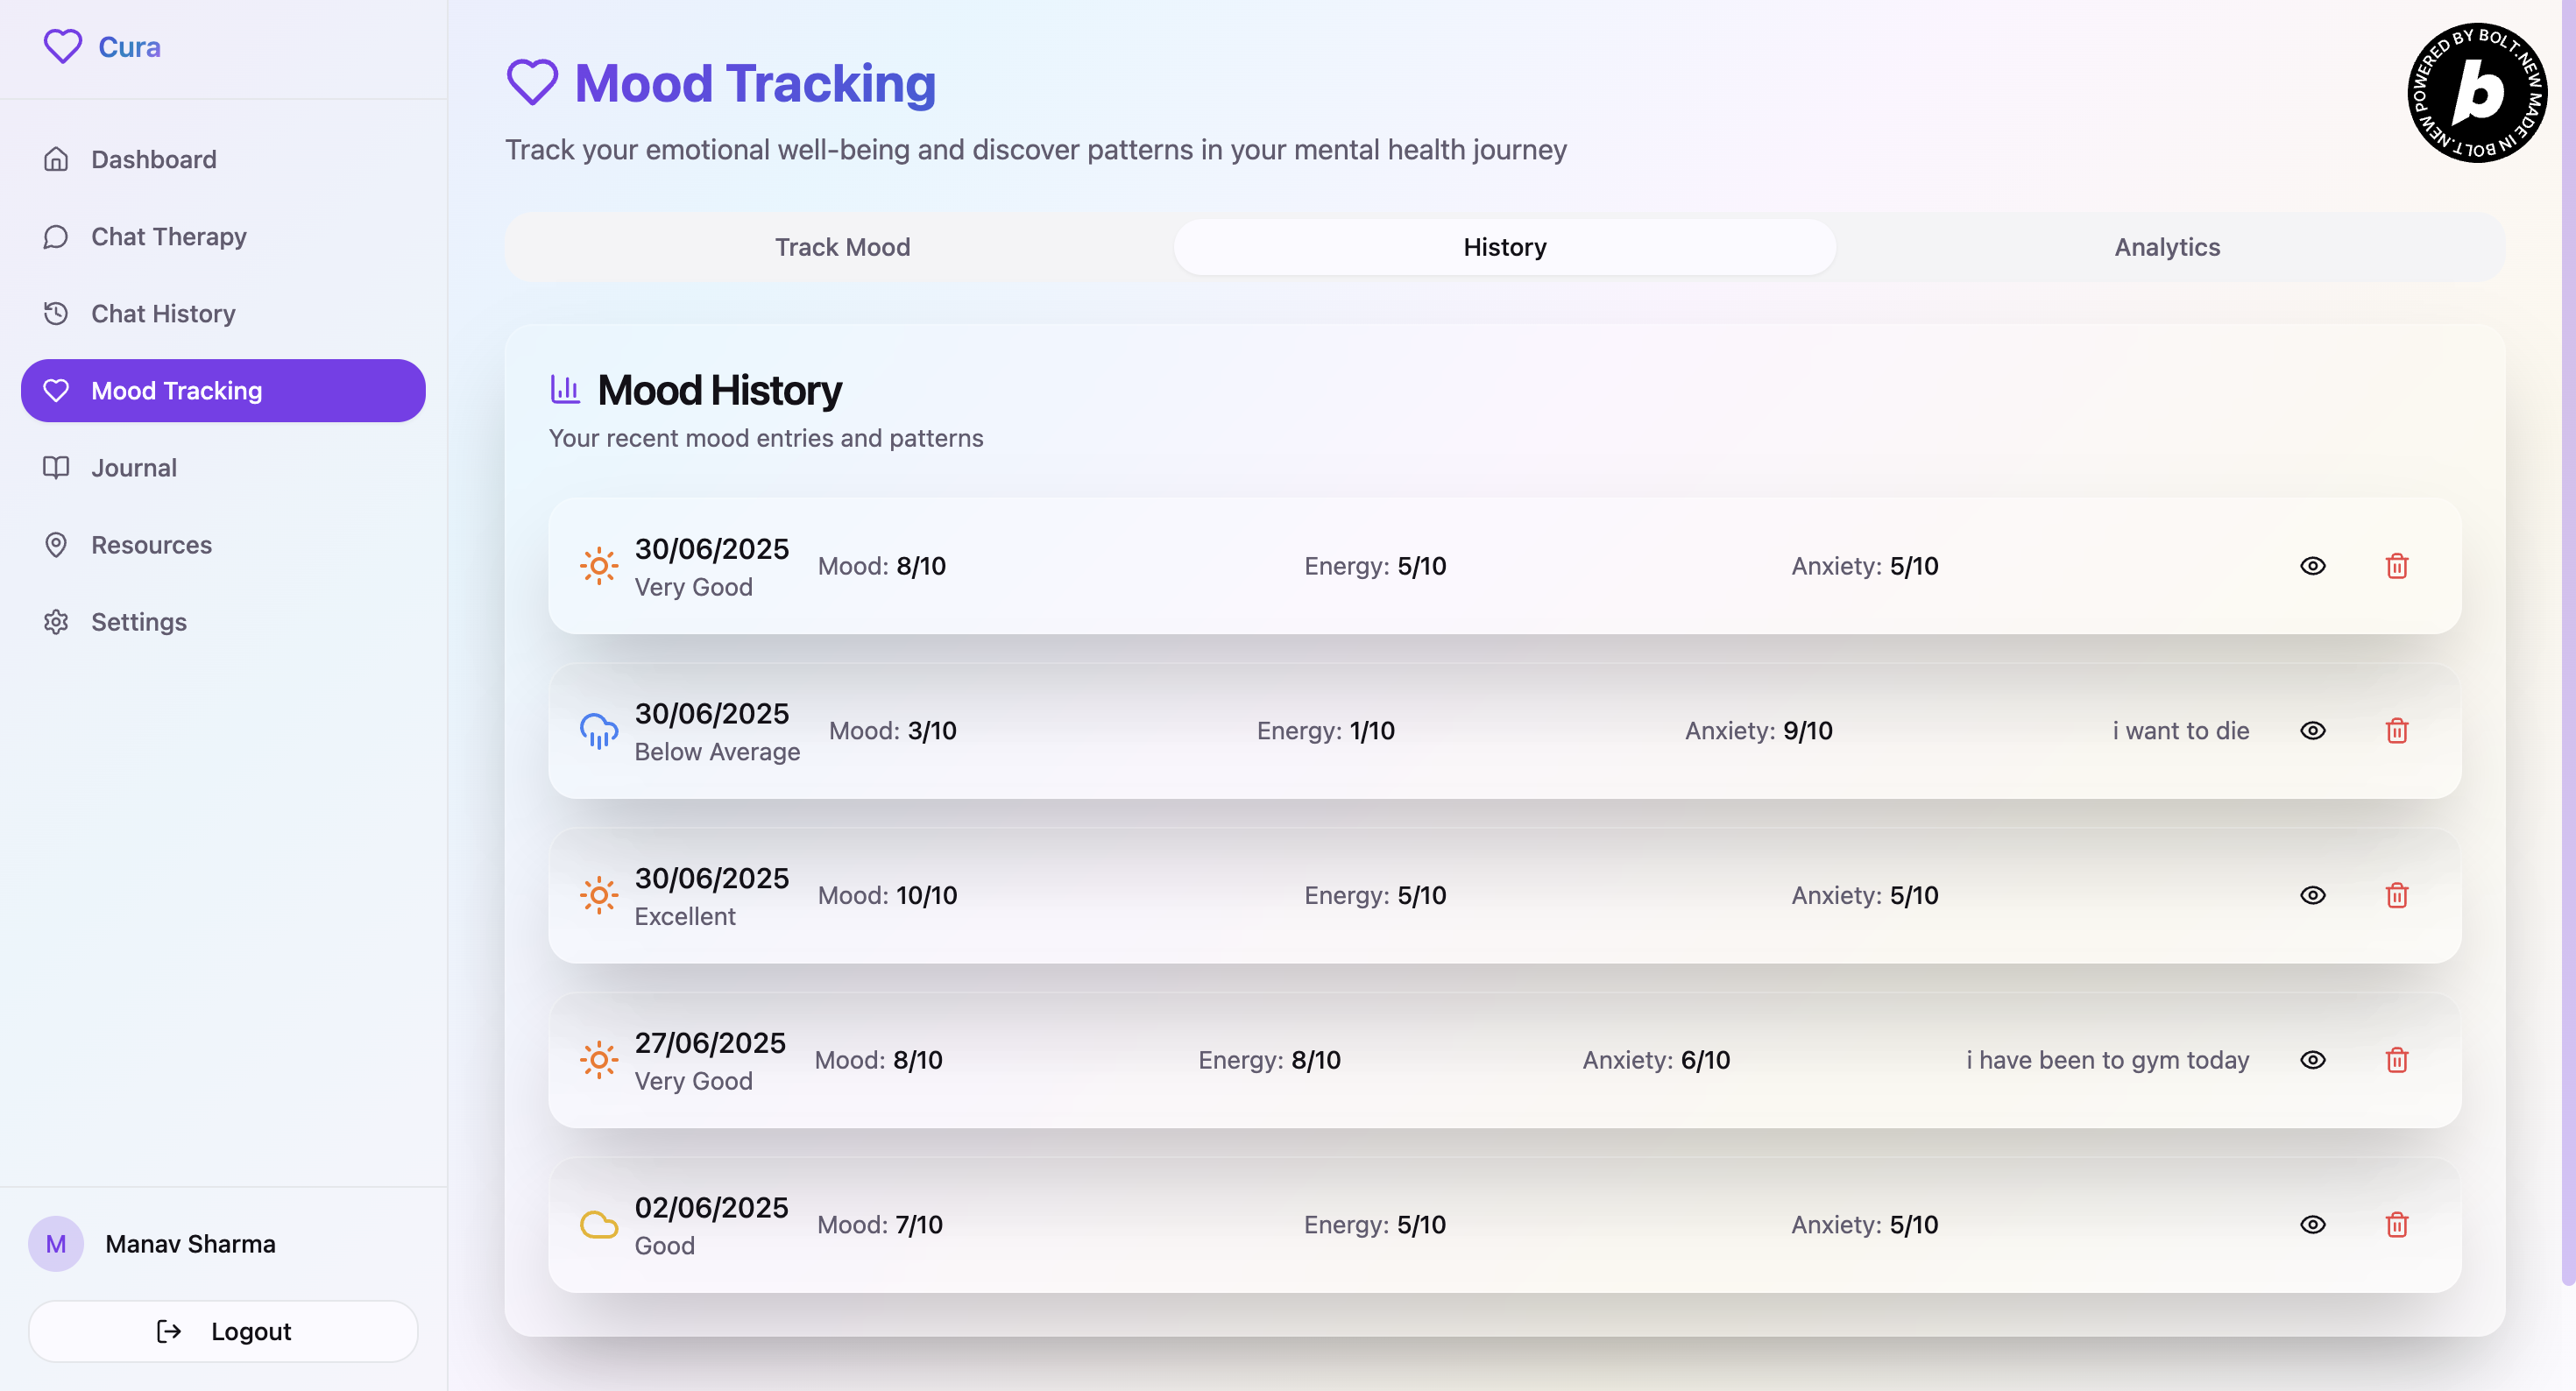 Cura
Dashboard
Chat Therapy
Chat History
Mood Tracking
Journal
Resources
Settings
Manav Sharma
M
Logout
Mood Tracking
Track your emotional well-being and discover patterns in your mental health journey
POWERED BY BOLT.NEW MADE IN BOLT.NEW
b
Track Mood
History
Analytics
Mood History
Your recent mood entries and patterns
30/06/2025
Very Good
Mood: 8/10
Energy: 5/10
Anxiety: 5/10
30/06/2025
Below Average
Mood: 3/10
Energy: 1/10
Anxiety: 9/10
i want to die
30/06/2025
Excellent
Mood: 10/10
Energy: 5/10
Anxiety: 5/10
27/06/2025
Very Good
Mood: 8/10
Energy: 8/10
Anxiety: 6/10
i have been to gym today
02/06/2025
Good
Mood: 7/10
Energy: 5/10
Anxiety: 5/10